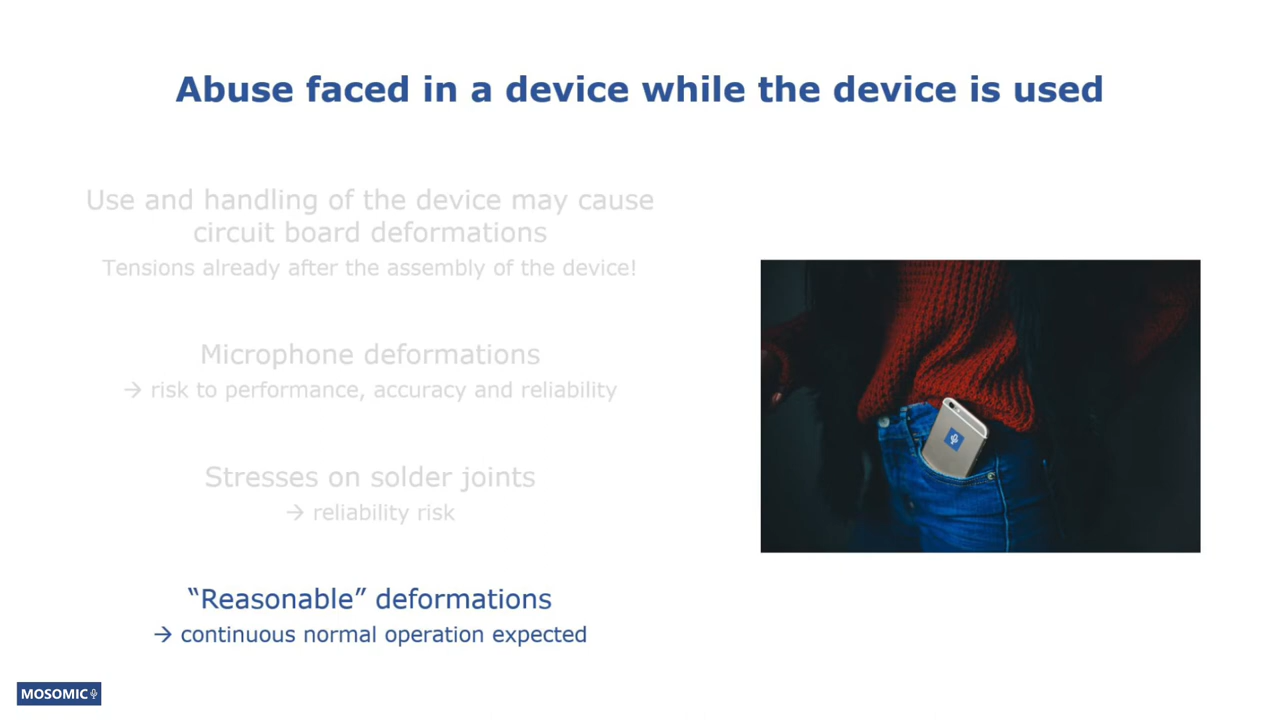 Abuse faced in a device while the device is used
Use and handling of the device may cause
circuit board deformations
Tensions already after the assembly of the device!
Microphone deformations
→ risk to performance, accuracy and reliability
Stresses on solder joints
→ reliability risk
“Reasonable” deformations
→ continuous normal operation expected
MOSOMIC